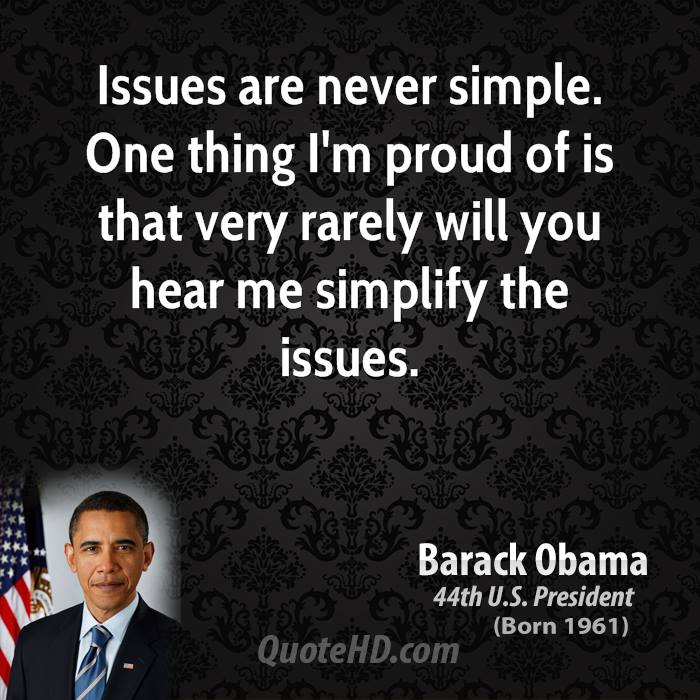 Issues are never simple.
One thing I'm proud of is
that very rarely will you
hear me simplify the
issues.
Barack Obama
44th U.S. President
(Born 1961)
QuoteHD.com